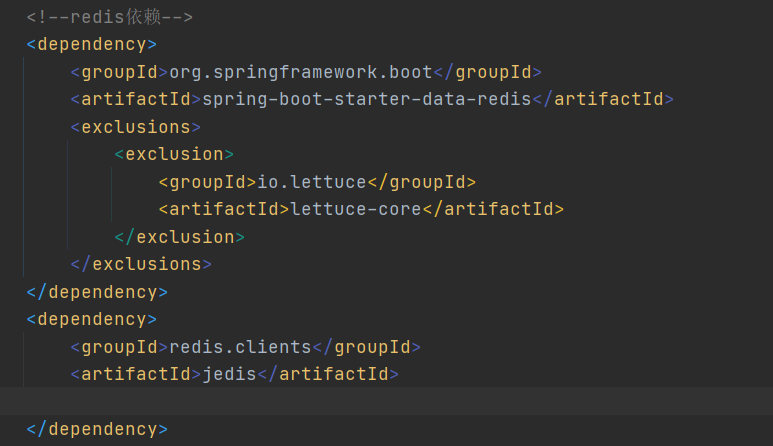 <!--redis依赖-->
<dependency>
    <groupId>org.springframework.boot</groupId>
    <artifactId>spring-boot-starter-data-redis</artifactId>
    <exclusions>
        <exclusion>
            <groupId>io.lettuce</groupId>
            <artifactId>lettuce-core</artifactId>
        </exclusion>
    </exclusions>
</dependency>
<dependency>
    <groupId>redis.clients</groupId>
    <artifactId>jedis</artifactId>
</dependency>